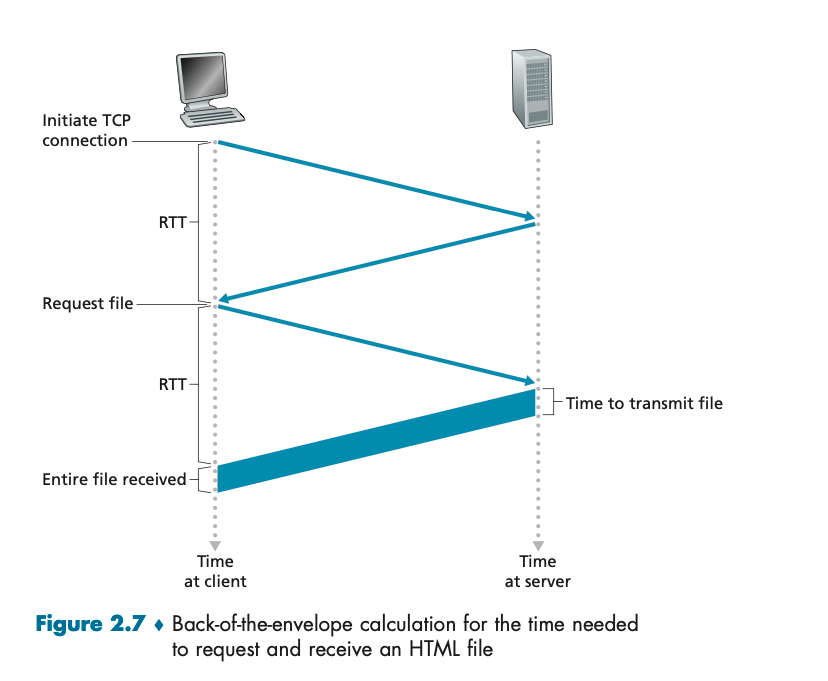 Initiate TCP
connection
RTT
Request file
RTT
Time to transmit file
Entire file received
Time
at client
Time
at server
Figure 2.7 ♦ Back-of-the-envelope calculation for the time needed
to request and receive an HTML file